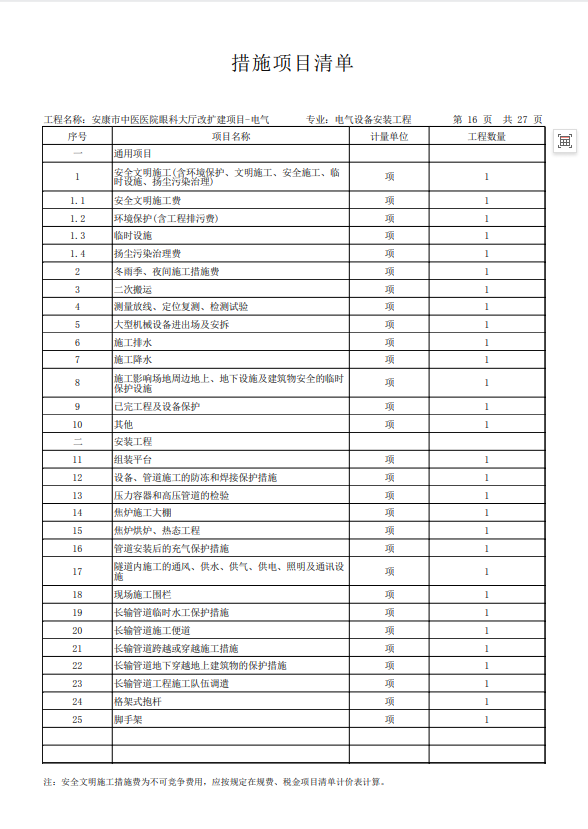 措施项目清单
工程名称：安康市中医医院眼科大厅改扩建项目-电气 专业：电气设备安装工程 第 16 页 共 27 页
序号 项目名称 计量单位 工程数量
一 通用项目
1 安全文明施工(含环境保护、文明施工、安全施工、临
时设施、扬尘污染治理) 项 1
1.1 安全文明施工费 项 1
1.2 环境保护(含工程排污费) 项 1
1.3 临时设施 项 1
1.4 扬尘污染治理费 项 1
2 冬雨季、夜间施工措施费 项 1
3 二次搬运 项 1
4 测量放线、定位复测、检测试验 项 1
5 大型机械设备进出场及安拆 项 1
6 施工排水 项 1
7 施工降水 项 1
8 施工影响场地周边地上、地下设施及建筑物安全的临时
保护设施 项 1
9 已完工程及设备保护 项 1
10 其他 项 1
二 安装工程
11 组装平台 项 1
12 设备、管道施工的防冻和焊接保护措施 项 1
13 压力容器和高压管道的检验 项 1
14 焦炉施工大棚 项 1
15 焦炉烘炉、热态工程 项 1
16 管道安装后的充气保护措施 项 1
17 隧道内施工的通风、供水、供气、供电、照明及通讯设
施 项 1
18 现场施工围栏 项 1
19 长输管道临时水工保护措施 项 1
20 长输管道施工便道 项 1
21 长输管道跨越或穿越施工措施 项 1
22 长输管道地下穿越地上建筑物的保护措施 项 1
23 长输管道工程施工队伍调遣 项 1
24 格架式抱杆 项 1
25 脚手架 项 1
注：安全文明施工措施费为不可竞争费用，应按规定在规费、税金项目清单计价表计算。